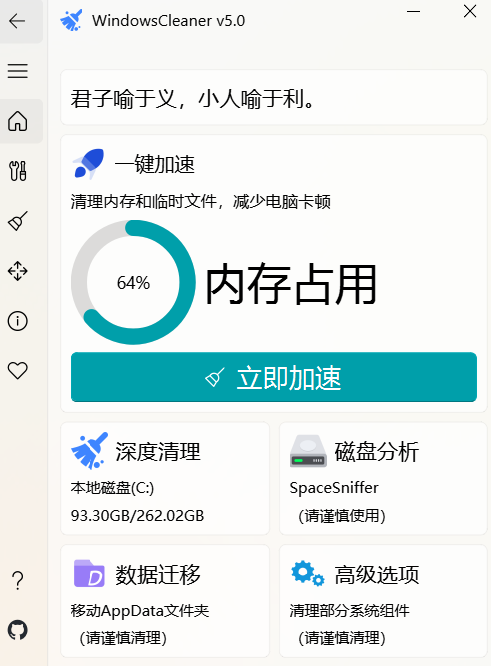 WindowsCleaner v5.0
君子喻于义，小人喻于利。
一键加速
清理内存和临时文件，减少电脑卡顿
64%
内存占用
立即加速
深度清理
本地磁盘(C:)
93.30GB/262.02GB
磁盘分析
SpaceSniffer
（请谨慎使用）
数据迁移
移动AppData文件夹
（请谨慎清理）
高级选项
清理部分系统组件
（请谨慎清理）